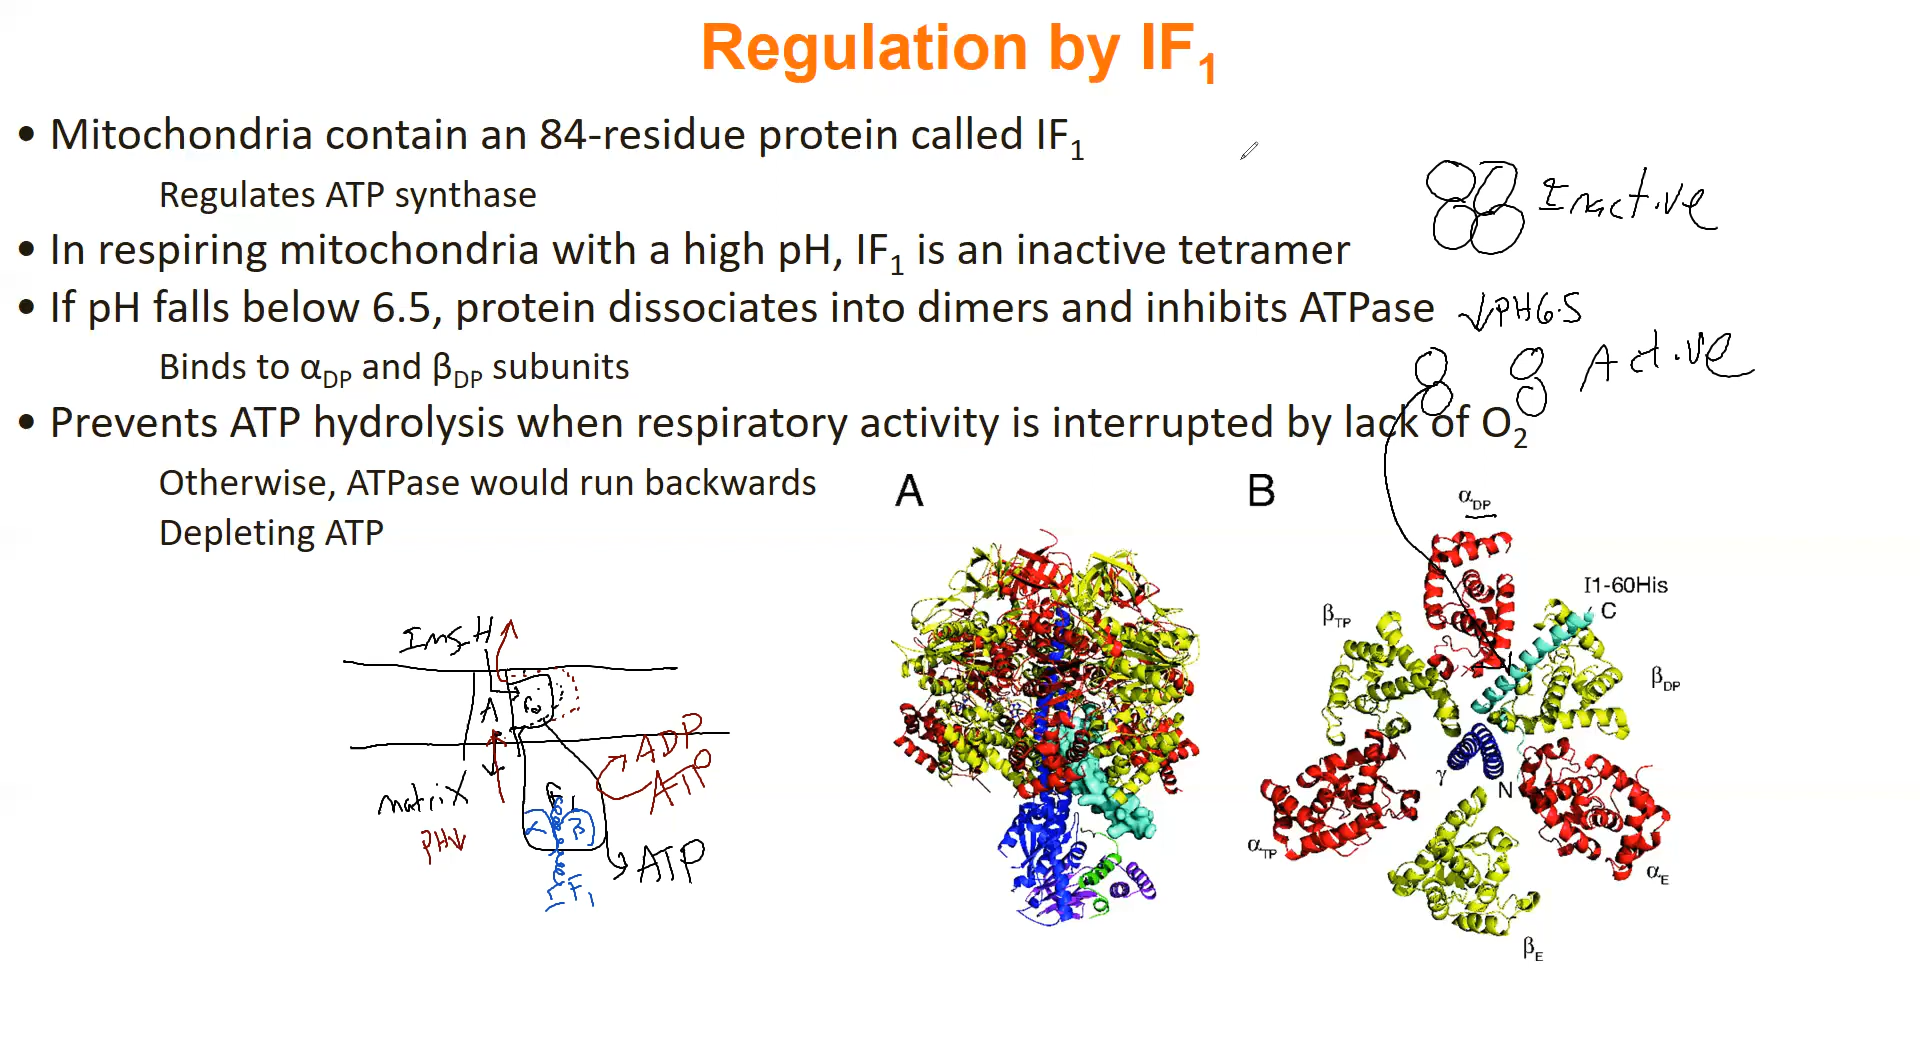 Regulation by IF1
• Mitochondria contain an 84-residue protein called IF1
Regulates ATP synthase
• In respiring mitochondria with a high pH, IF1 is an inactive tetramer
• If pH falls below 6.5, protein dissociates into dimers and inhibits ATPase
Binds to αDP and βDP subunits
• Prevents ATP hydrolysis when respiratory activity is interrupted by lack of O2
Otherwise, ATPase would run backwards
Depleting ATP
Inactive
↓PH6.5
Active
A
B
αDP
I1-60His
C
βTP
βDP
γ
N
αTP
αE
βE
IMS H
A
matrix
PH↓
ADP
ATP
α
β
ATP
IF1